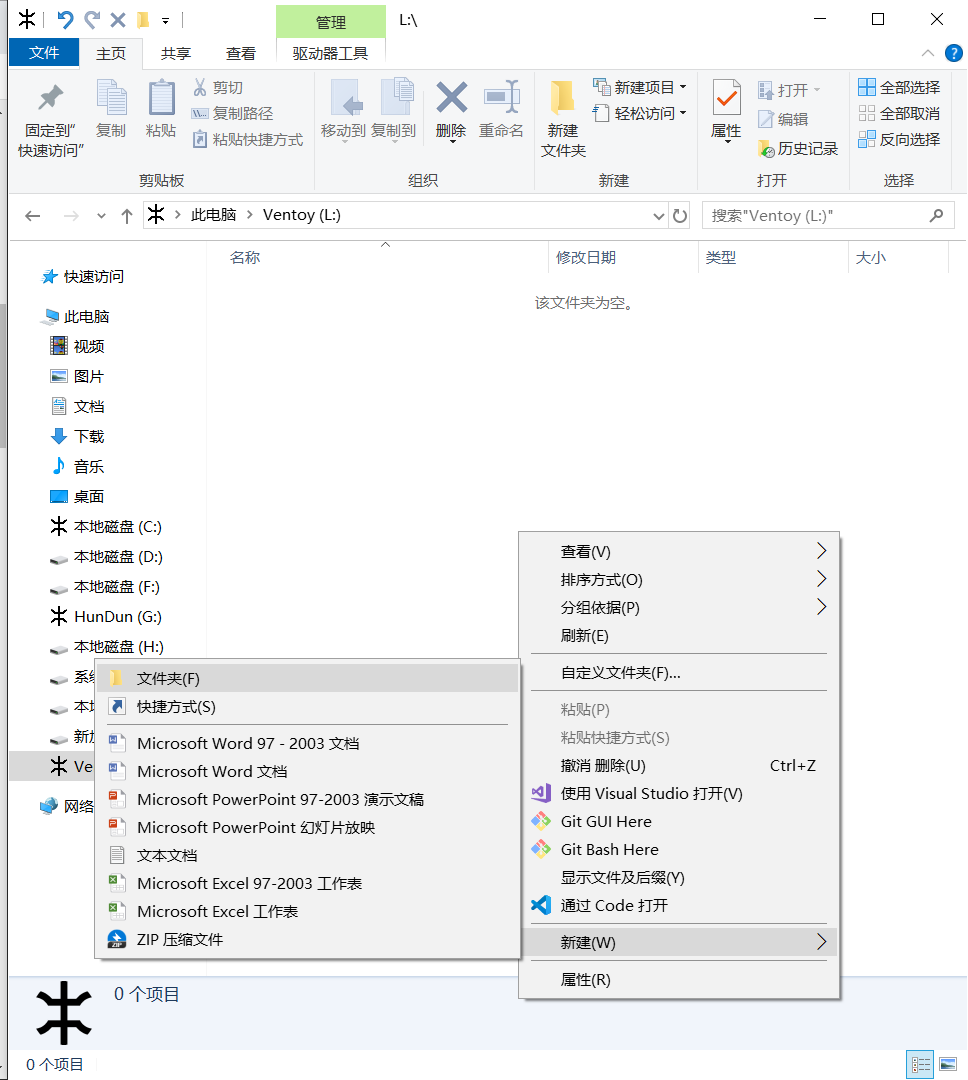 管理
L:\
文件
主页
共享
查看
驱动器工具
固定到"
快速访问"
复制
粘贴
剪切
复制路径
粘贴快捷方式
剪贴板
移动到
复制到
删除
重命名
组织
新建
文件夹
新建项目
轻松访问
新建
属性
打开
编辑
历史记录
打开
全部选择
全部取消
反向选择
选择
此电脑
Ventoy (L:)
搜索"Ventoy (L:)"
名称
修改日期
类型
大小
该文件夹为空。
快速访问
此电脑
视频
图片
文档
下载
音乐
桌面
本地磁盘 (C:)
本地磁盘 (D:)
本地磁盘 (F:)
HunDun (G:)
本地磁盘 (H:)
系
本
新
Ve
网络
文件夹(F)
快捷方式(S)
Microsoft Word 97 - 2003 文档
Microsoft Word 文档
Microsoft PowerPoint 97-2003 演示文稿
Microsoft PowerPoint 幻灯片放映
文本文档
Microsoft Excel 97-2003 工作表
Microsoft Excel 工作表
ZIP 压缩文件
查看(V)
排序方式(O)
分组依据(P)
刷新(E)
自定义文件夹(F)...
粘贴(P)
粘贴快捷方式(S)
撤消 删除(U) Ctrl+Z
使用 Visual Studio 打开(V)
Git GUI Here
Git Bash Here
显示文件及后缀(Y)
通过 Code 打开
新建(W)
属性(R)
0 个项目
0 个项目